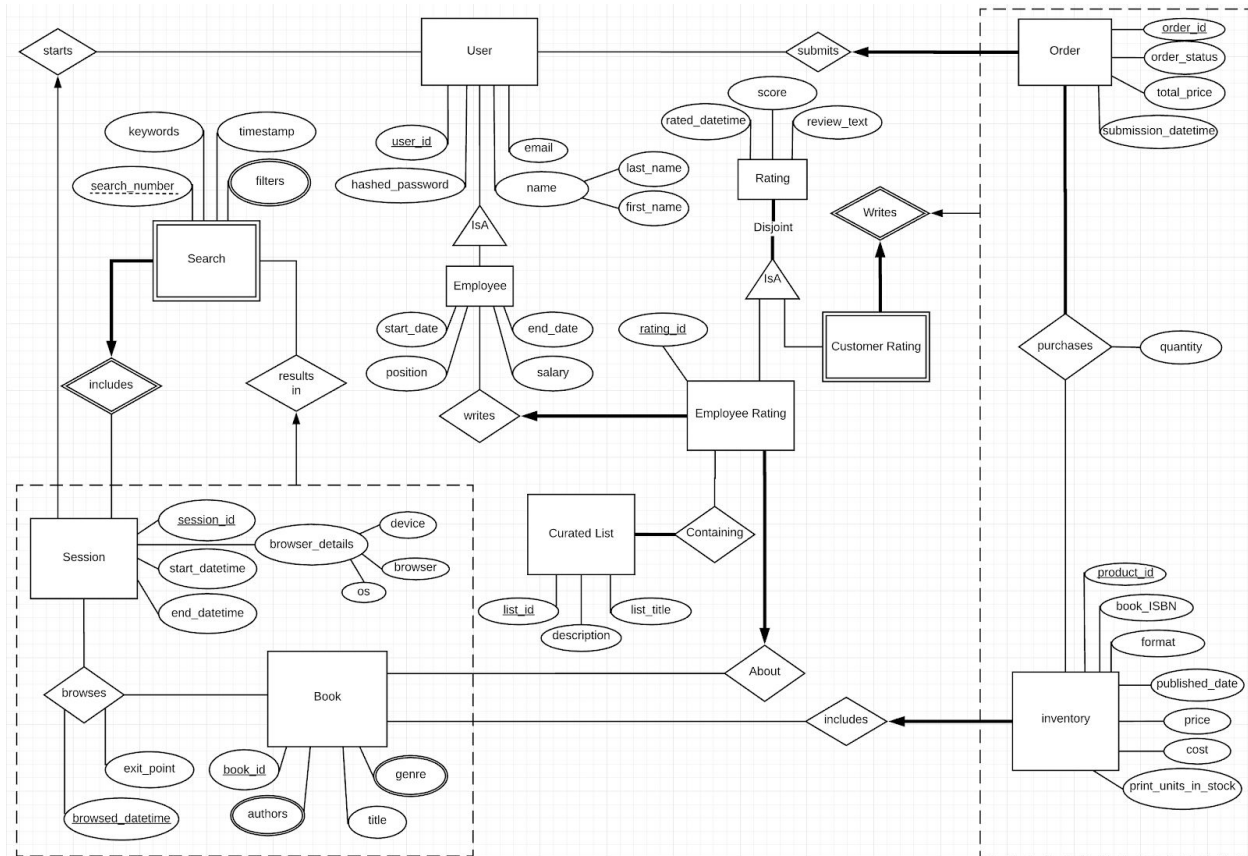 starts
User
submits
Order
order_id
order_status
total_price
submission_datetime
keywords
timestamp
search_number
filters
user_id
hashed_password
email
name
last_name
first_name
score
rated_datetime
review_text
Rating
Disjoint
Writes
IsA
IsA
Search
Employee
start_date
end_date
position
salary
rating_id
Customer Rating
purchases
quantity
includes
results
in
writes
Employee Rating
session_id
Session
start_datetime
end_datetime
browser_details
device
browser
os
Curated List
Containing
list_id
description
list_title
product_id
book_ISBN
format
published_date
price
cost
print_units_in_stock
inventory
browses
Book
About
includes
exit_point
browsed_datetime
book_id
authors
title
genre